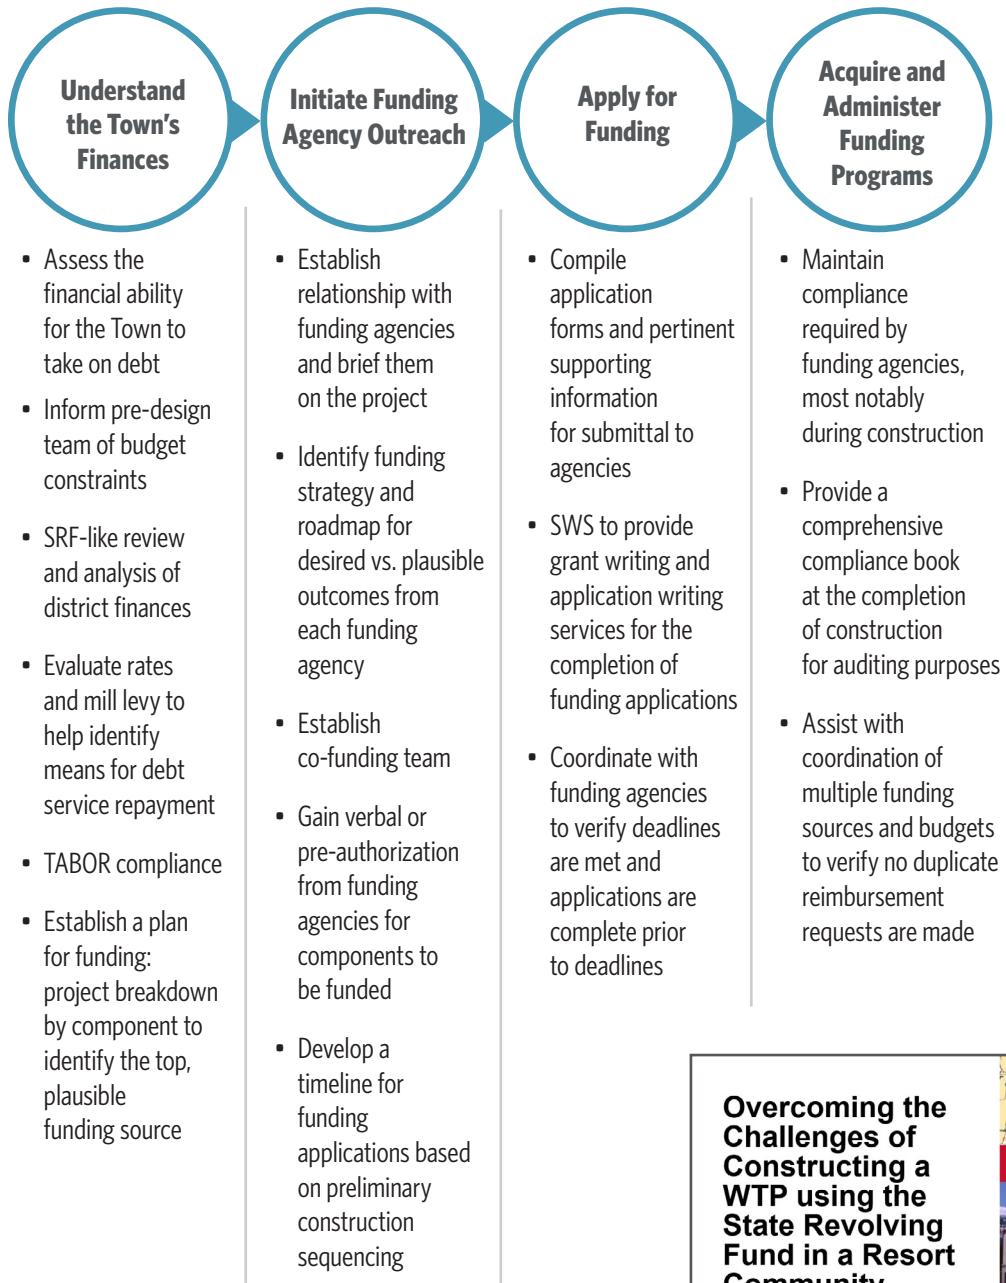 Understand
the Town's
Finances
Initiate Funding
Agency Outreach
Apply for
Funding
Acquire and
Administer
Funding
Programs
• Assess the
financial ability
for the Town to
take on debt
• Inform pre-design
team of budget
constraints
• SRF-like review
and analysis of
district finances
• Evaluate rates
and mill levy to
help identify
means for debt
service repayment
• TABOR compliance
• Establish a plan
for funding:
project breakdown
by component to
identify the top,
plausible
funding source
• Establish
relationship with
funding agencies
and brief them
on the project
• Identify funding
strategy and
roadmap for
desired vs. plausible
outcomes from
each funding
agency
• Establish
co-funding team
• Gain verbal or
pre-authorization
from funding
agencies for
components to
be funded
• Develop a
timeline for
funding
applications based
on preliminary
construction
sequencing
• Compile
application
forms and pertinent
supporting
information
for submittal to
agencies
• SWS to provide
grant writing and
application writing
services for the
completion of
funding applications
• Coordinate with
funding agencies
to verify deadlines
are met and
applications are
complete prior
to deadlines
• Maintain
compliance
required by
funding agencies,
most notably
during construction
• Provide a
comprehensive
compliance book
at the completion
of construction
for auditing purposes
• Assist with
coordination of
multiple funding
sources and budgets
to verify no duplicate
reimbursement
requests are made
Overcoming the
Challenges of
Constructing a
WTP using the
State Revolving
Fund in a Resort
Community